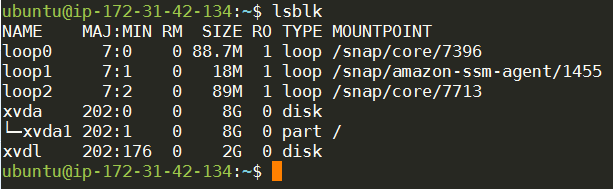 ubuntu@ip-172-31-42-134:~$ lsblk
NAME    MAJ:MIN RM  SIZE RO TYPE MOUNTPOINT
loop0     7:0    0 88.7M  1 loop /snap/core/7396
loop1     7:1    0   18M  1 loop /snap/amazon-ssm-agent/1455
loop2     7:2    0   89M  1 loop /snap/core/7713
xvda    202:0    0    8G  0 disk
└─xvda1 202:1    0    8G  0 part /
xvdl    202:176  0    2G  0 disk
ubuntu@ip-172-31-42-134:~$